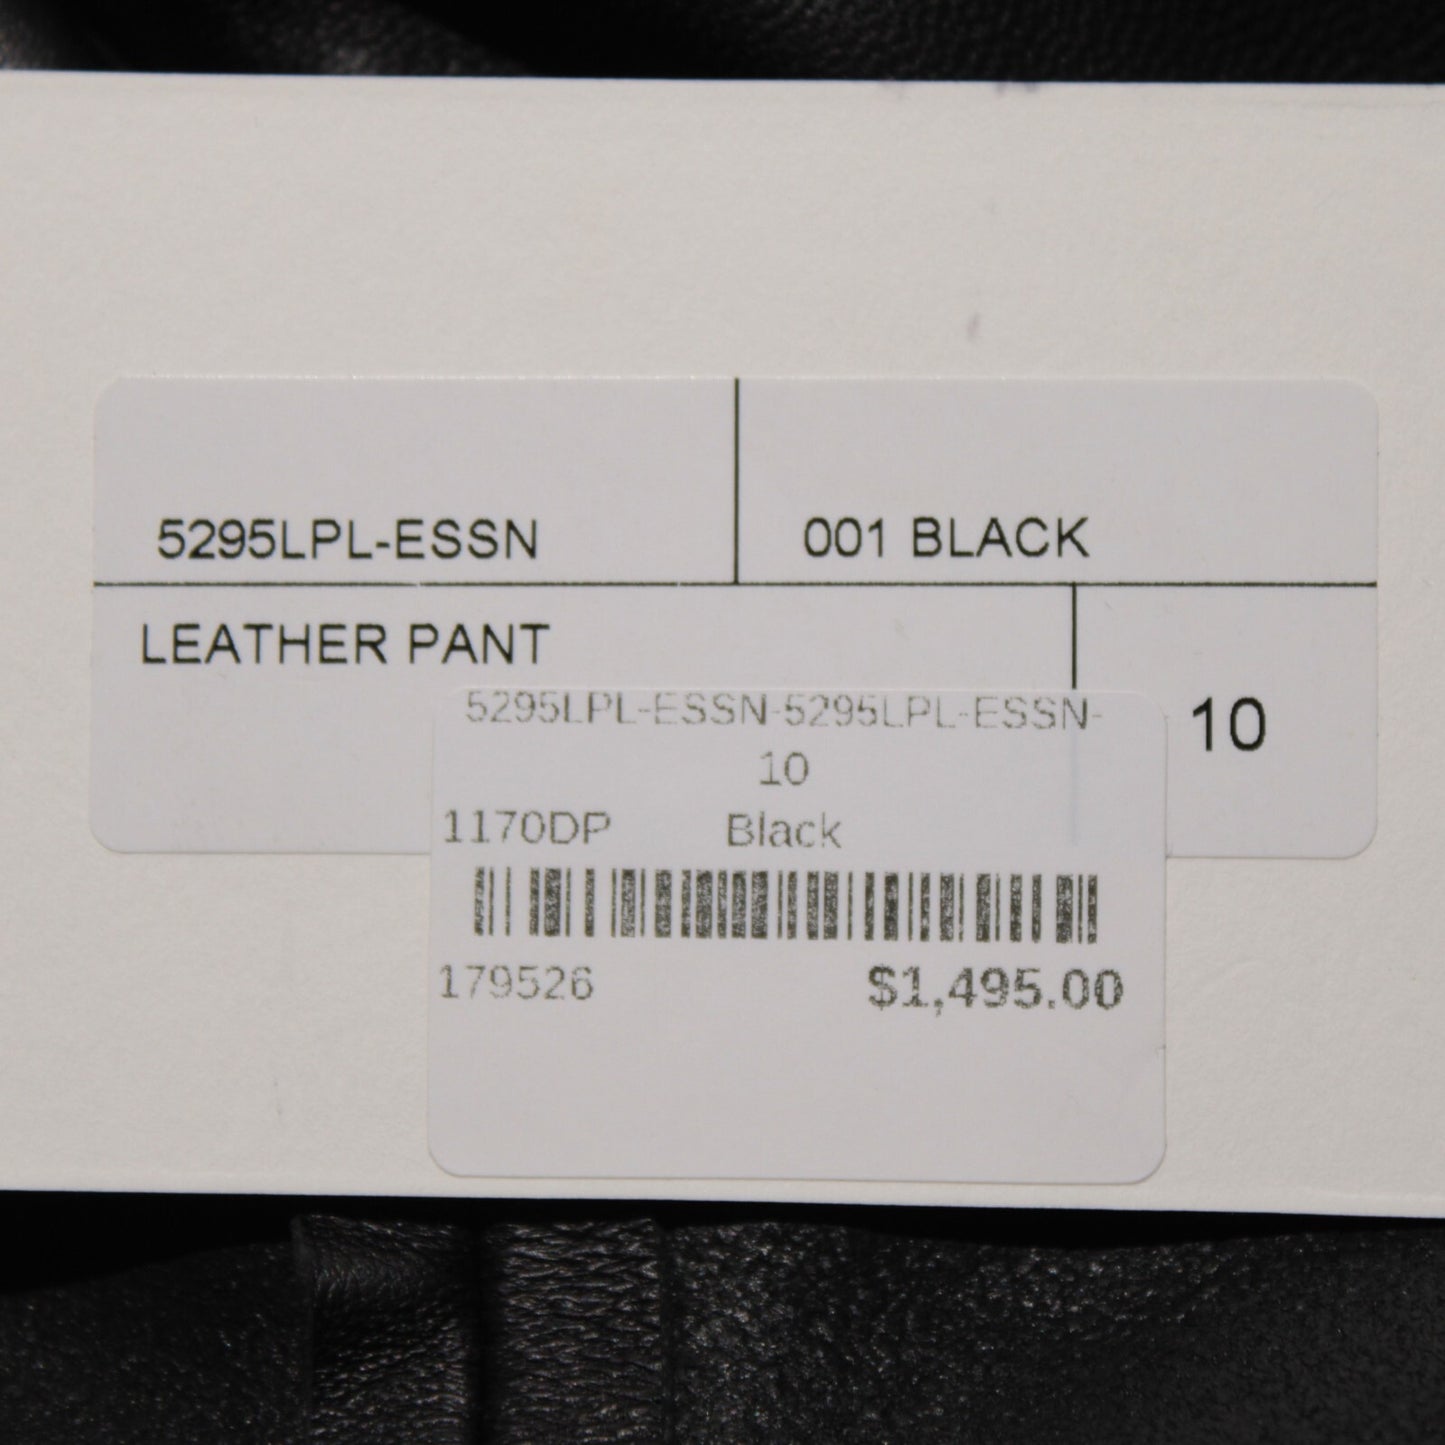 5295LPL-ESSN
001 BLACK
LEATHER PANT
10
5295LPL-ESSN-5295LPL-ESSN-
10
1170DP Black
179526 $1,495.00